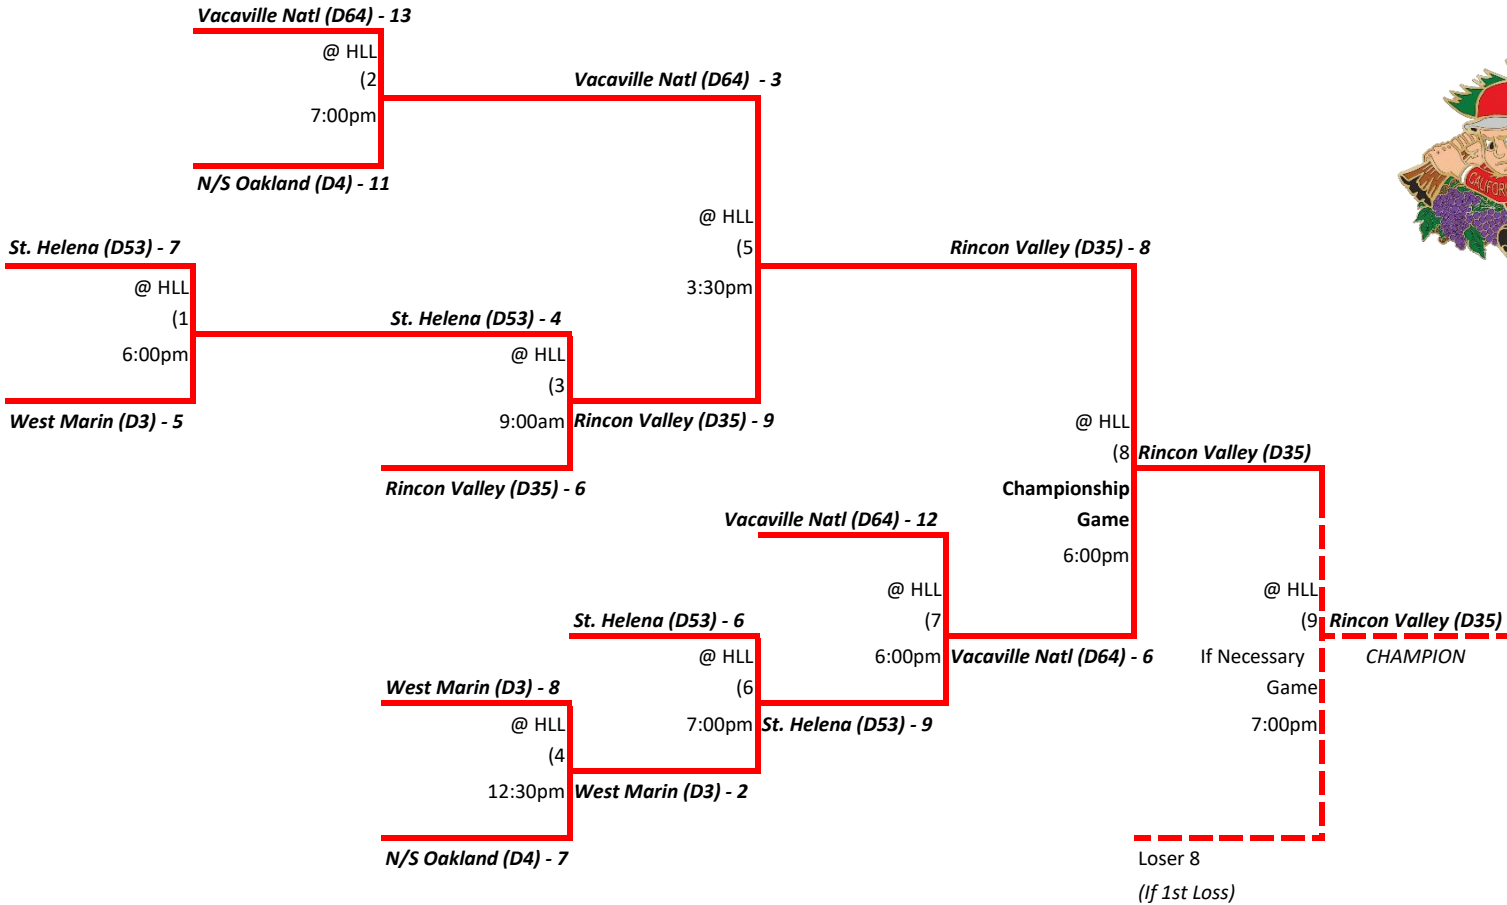 Vacaville Natl (D64) - 13
@ HLL
(2
7:00pm
N/S Oakland (D4) - 11
Vacaville Natl (D64) - 3
St. Helena (D53) - 7
@ HLL
(1
6:00pm
West Marin (D3) - 5
St. Helena (D53) - 4
@ HLL
(3
9:00am
Rincon Valley (D35) - 6
@ HLL
(5
3:30pm
Rincon Valley (D35) - 9
Rincon Valley (D35) - 8
@ HLL
(8
Championship
Game
6:00pm
Rincon Valley (D35)
Vacaville Natl (D64) - 12
@ HLL
(7
6:00pm
Vacaville Natl (D64) - 6
St. Helena (D53) - 6
@ HLL
(6
7:00pm
St. Helena (D53) - 9
West Marin (D3) - 8
@ HLL
(4
12:30pm
West Marin (D3) - 2
N/S Oakland (D4) - 7
@ HLL
(9
If Necessary
Game
7:00pm
Rincon Valley (D35)
CHAMPION
Loser 8
(If 1st Loss)